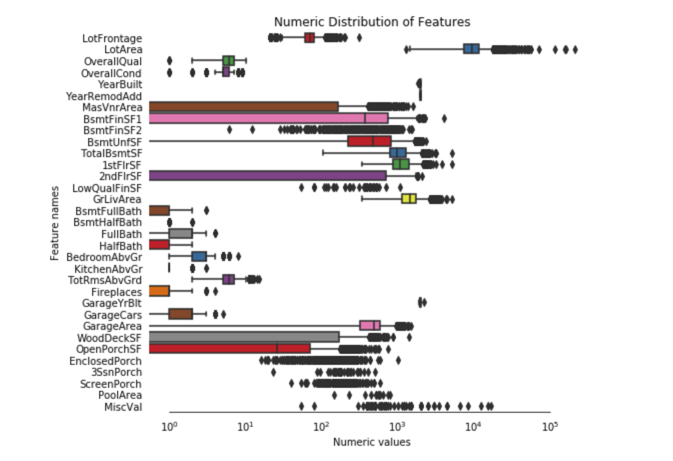 Numeric Distribution of Features
LotFrontage
LotArea
OverallQual
OverallCond
YearBuilt
YearRemodAdd
MasVnrArea
BsmtFinSF1
BsmtFinSF2
BsmtUnfSF
TotalBsmtSF
1stFlrSF
2ndFlrSF
LowQualFinSF
GrLivArea
BsmtFullBath
BsmtHalfBath
FullBath
HalfBath
BedroomAbvGr
KitchenAbvGr
TotRmsAbvGrd
Fireplaces
GarageYrBlt
GarageCars
GarageArea
WoodDeckSF
OpenPorchSF
EnclosedPorch
3SsnPorch
ScreenPorch
PoolArea
MiscVal
Feature names
10⁰ 10¹ 10² 10³ 10⁴ 10⁵
Numeric values